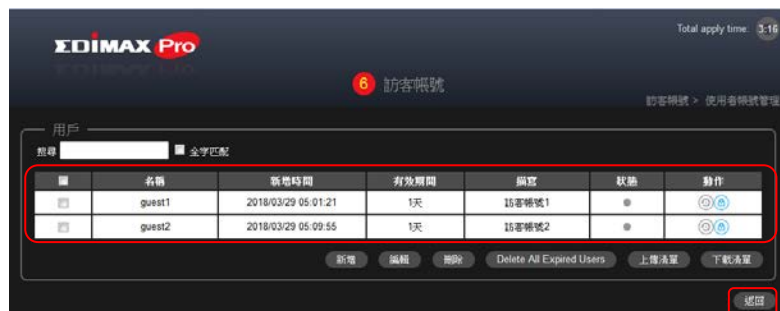 Total apply time: 3:16
EDIMAX Pro
6 訪客帳號
訪客帳號 > 使用者帳號管理
用戶
搜尋 全字匹配
名稱 新增時間 有效期間 描寫 狀態 動作
guest1 2018/03/29 05:01:21 1天 訪客帳號1
guest2 2018/03/29 05:09:55 1天 訪客帳號2
新增 編輯 刪除 Delete All Expired Users 上傳清單 下載清單
返回